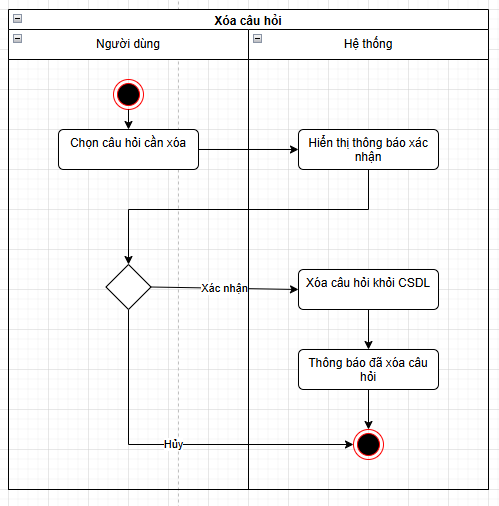 Xóa câu hỏi
Người dùng
Hệ thống
Chọn câu hỏi cần xóa
Hiển thị thông báo xác
nhận
Xác nhận
Xóa câu hỏi khỏi CSDL
Thông báo đã xóa câu
hỏi
Hủy